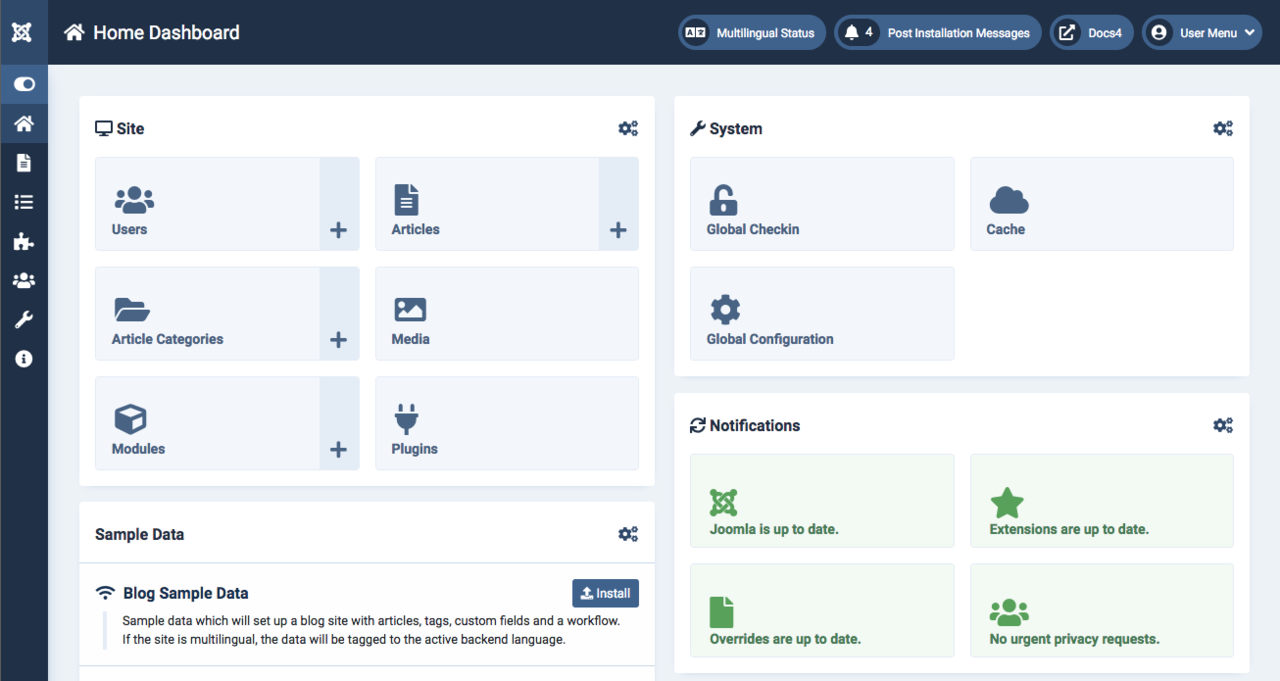 Home Dashboard
Multilingual Status
4 Post Installation Messages
Docs4
User Menu
Site
Users
Articles
Article Categories
Media
Modules
Plugins
System
Global Checkin
Cache
Global Configuration
Notifications
Joomla is up to date.
Extensions are up to date.
Overrides are up to date.
No urgent privacy requests.
Sample Data
Blog Sample Data
Install
Sample data which will set up a blog site with articles, tags, custom fields and a workflow.
If the site is multilingual, the data will be tagged to the active backend language.